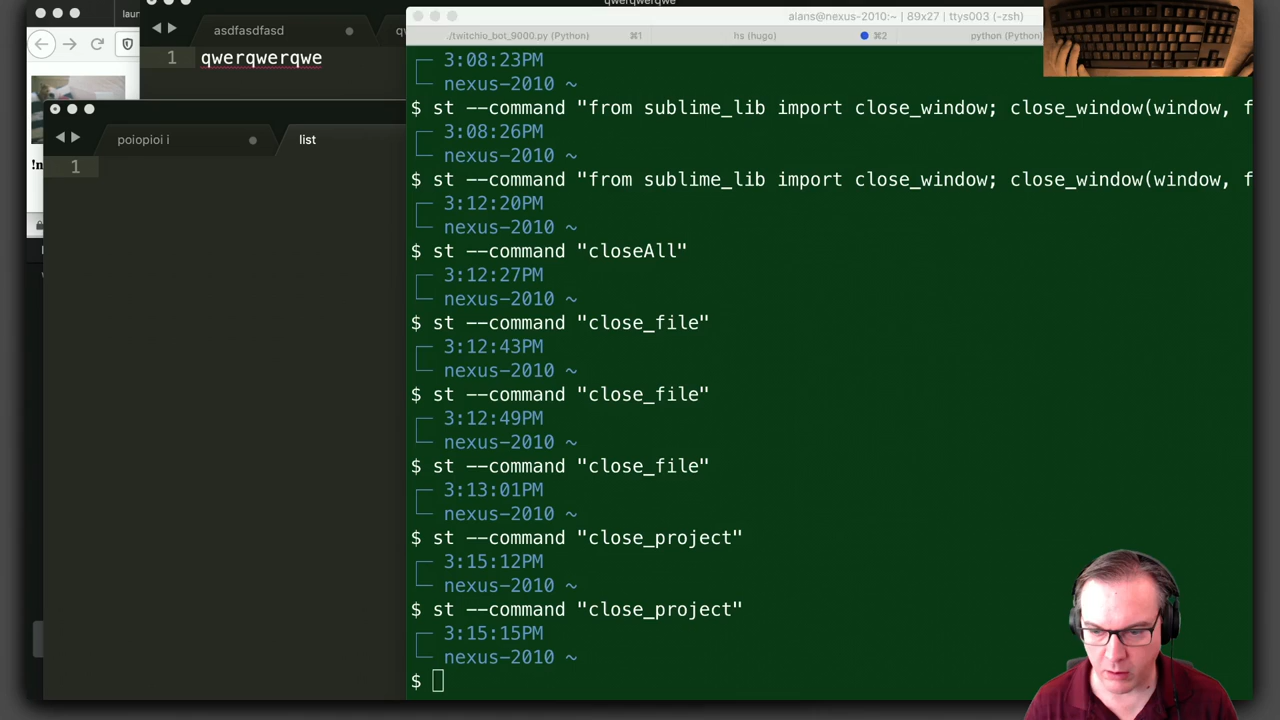 qwerqwerqwe
laun
asdfasdfasd
qv
1 qwerqwerqwe
poiopioi i
list
1
!n
alans@nexus-2010:~ | 89x27 | ttys003 (-zsh)
./twitchio_bot_9000.py (Python) ⌘1
hs (hugo) ⌘2
python (Python)
3:08:23PM
nexus-2010 ~
$ st --command "from sublime_lib import close_window; close_window(window, f
3:08:26PM
nexus-2010 ~
$ st --command "from sublime_lib import close_window; close_window(window, f
3:12:20PM
nexus-2010 ~
$ st --command "closeAll"
3:12:27PM
nexus-2010 ~
$ st --command "close_file"
3:12:43PM
nexus-2010 ~
$ st --command "close_file"
3:12:49PM
nexus-2010 ~
$ st --command "close_file"
3:13:01PM
nexus-2010 ~
$ st --command "close_project"
3:15:12PM
nexus-2010 ~
$ st --command "close_project"
3:15:15PM
nexus-2010 ~
$